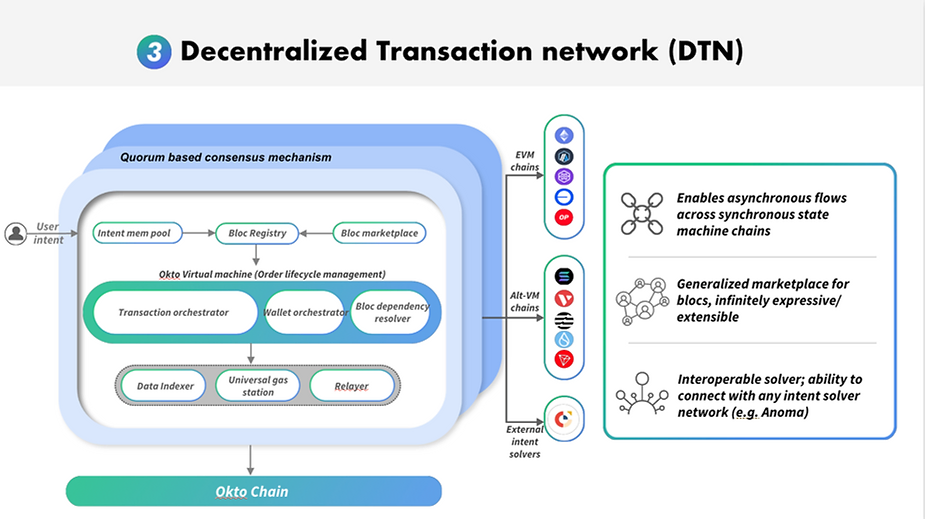 3 Decentralized Transaction network (DTN)
Quorum based consensus mechanism
User
intent
Intent mem pool
Bloc Registry
Bloc marketplace
Okto Virtual machine (Order lifecycle management)
Transaction orchestrator
Wallet orchestrator
Bloc dependency
resolver
Data Indexer
Universal gas
station
Relayer
Okto Chain
EVM
chains
OP
Alt-VM
chains
External
intent
solvers
Enables asynchronous flows
across synchronous state
machine chains
Generalized marketplace for
blocs, infinitely expressive/
extensible
Interoperable solver; ability to
connect with any intent solver
network (e.g. Anoma)